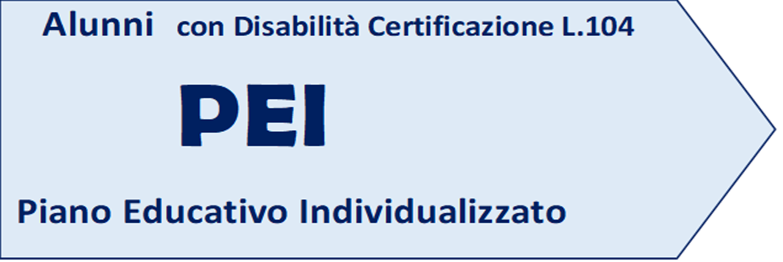 Alunni con Disabilità Certificazione L.104
PEI
Piano Educativo Individualizzato